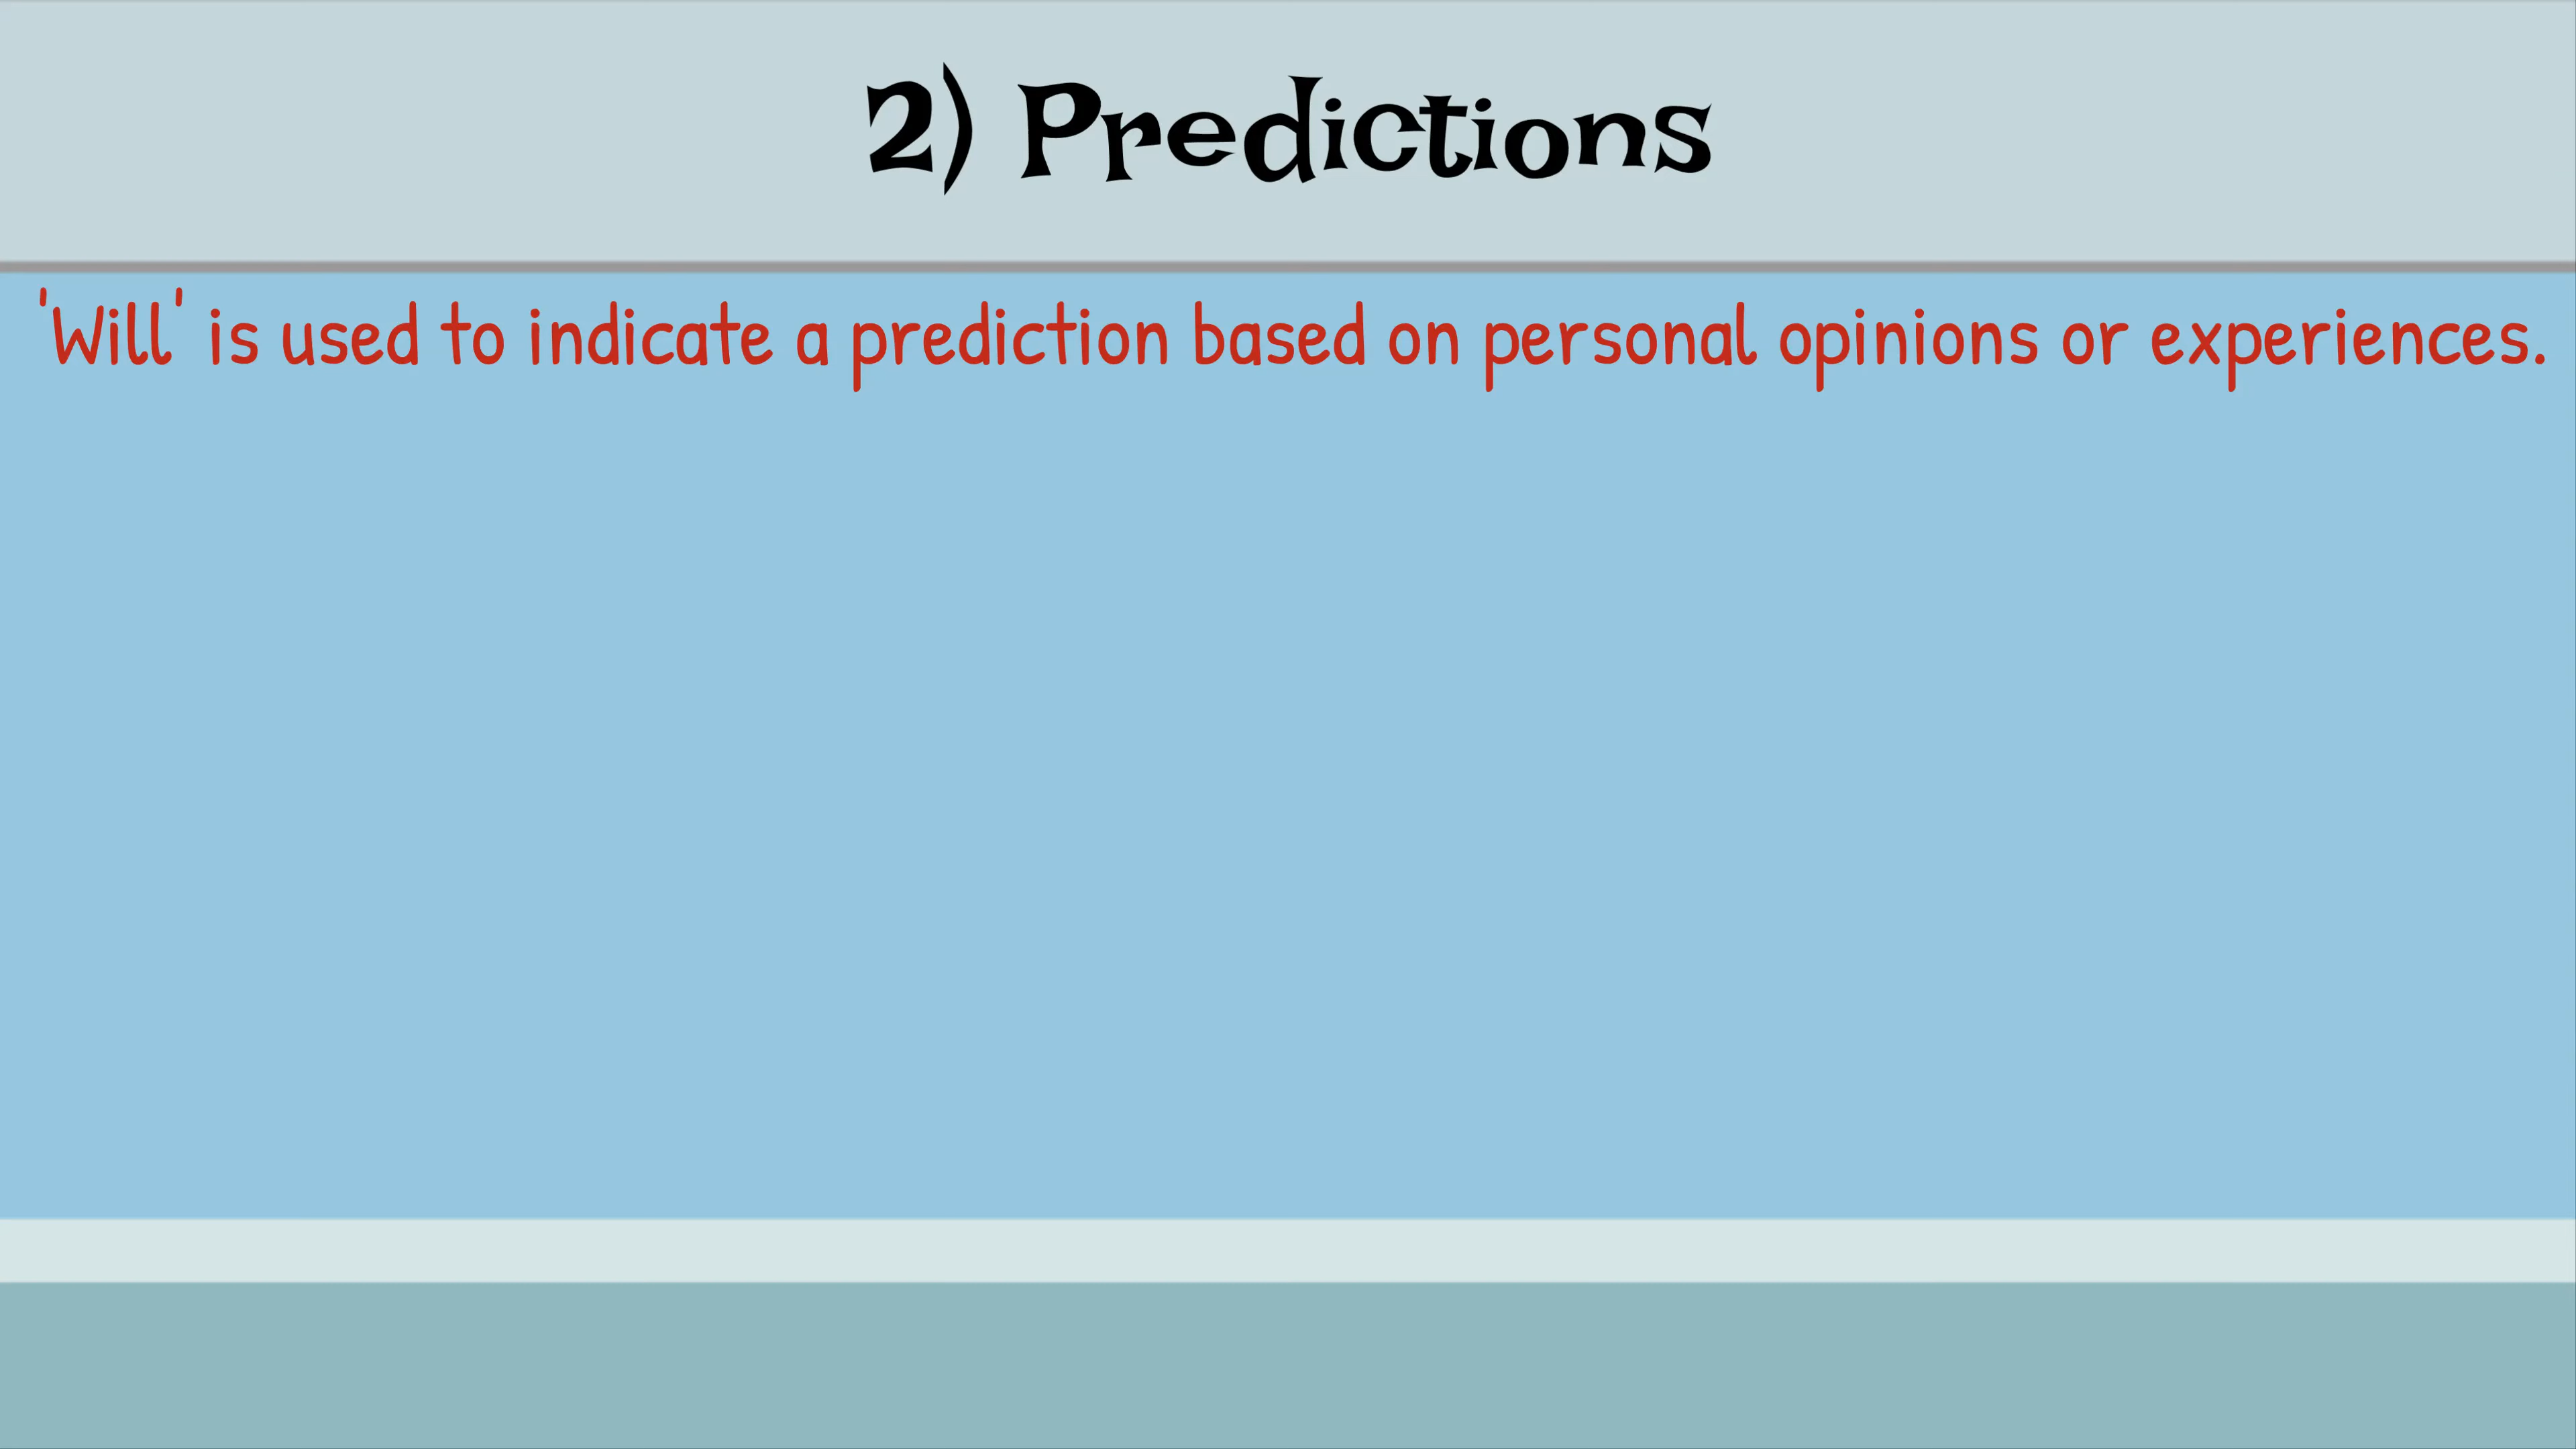 2) Predictions
'Will' is used to indicate a prediction based on personal opinions or experiences.